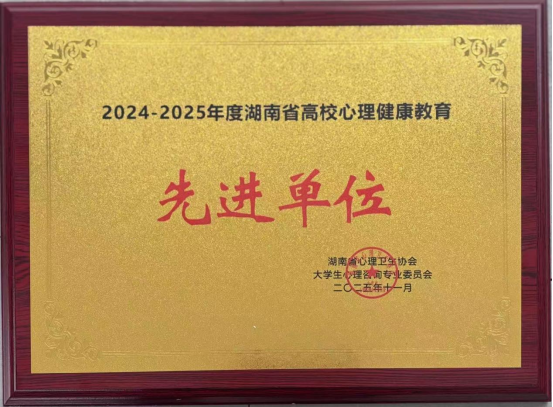 2024-2025年度湖南省高校心理健康教育
先进单位
湖南省心理卫生协会
大学生心理咨询专业委员会
二〇二五年十一月